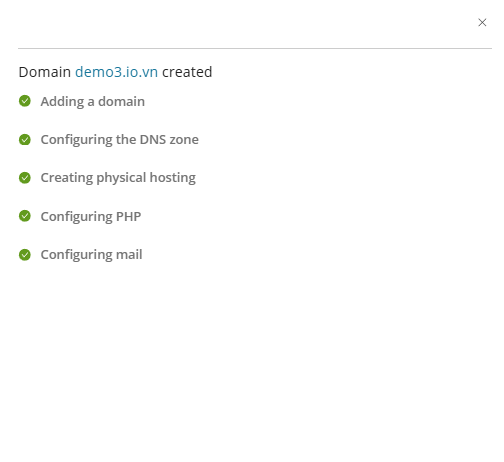 Domain demo3.io.vn created
Adding a domain
Configuring the DNS zone
Creating physical hosting
Configuring PHP
Configuring mail